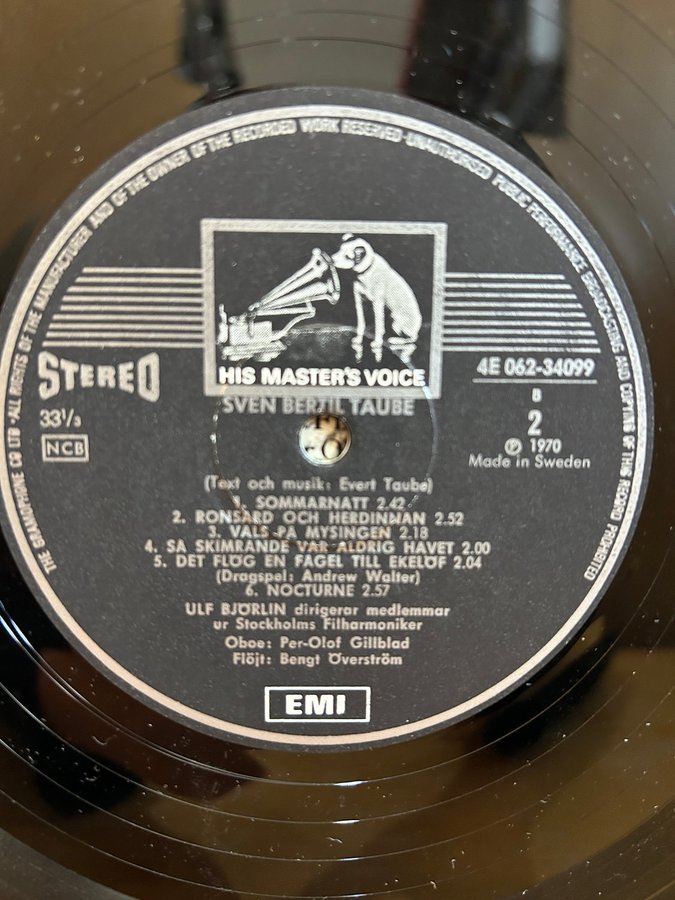 THE GRAMOPHONE CO LTD · ALL RIGHTS OF THE MANUFACTURER AND OF THE OWNER OF THE RECORDED WORK RESERVED · UNAUTHORISED PUBLIC PERFORMANCE BROADCASTING AND COPYING OF THIS RECORD PROHIBITED
HIS MASTER'S VOICE
STEREO
33⅓
NCB
4E 062-34099
B
2
℗ 1970
Made in Sweden
SVEN BERTIL TAUBE
(Text och musik: Evert Taube)
1. SOMMARNATT 2.42
2. RONSARD OCH HERDINNAN 2.52
3. VALS PÅ MYSINGEN 2.18
4. SÅ SKIMRANDE VAR ALDRIG HAVET 2.00
5. DET FLÖG EN FÅGEL TILL EKELÖF 2.04
(Dragspel: Andrew Walter)
6. NOCTURNE 2.57
ULF BJÖRLIN dirigerar medlemmar
ur Stockholms Filharmoniker
Oboe: Per-Olof Gillblad
Flöjt: Bengt Överström
EMI